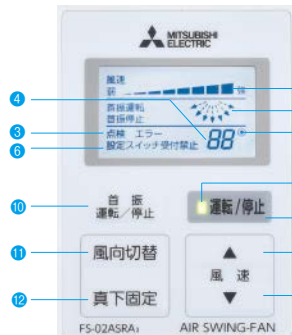 MITSUBISHI
ELECTRIC
風速
弱 強
4
首振運転
首振停止
3 点検 エラー 88
6 設定スイッチ受付禁止
10 首振
運転/停止
運転/停止
11 風向切替
▲
風速
▼
12 真下固定
FS-02ASRA3 AIR SWING-FAN